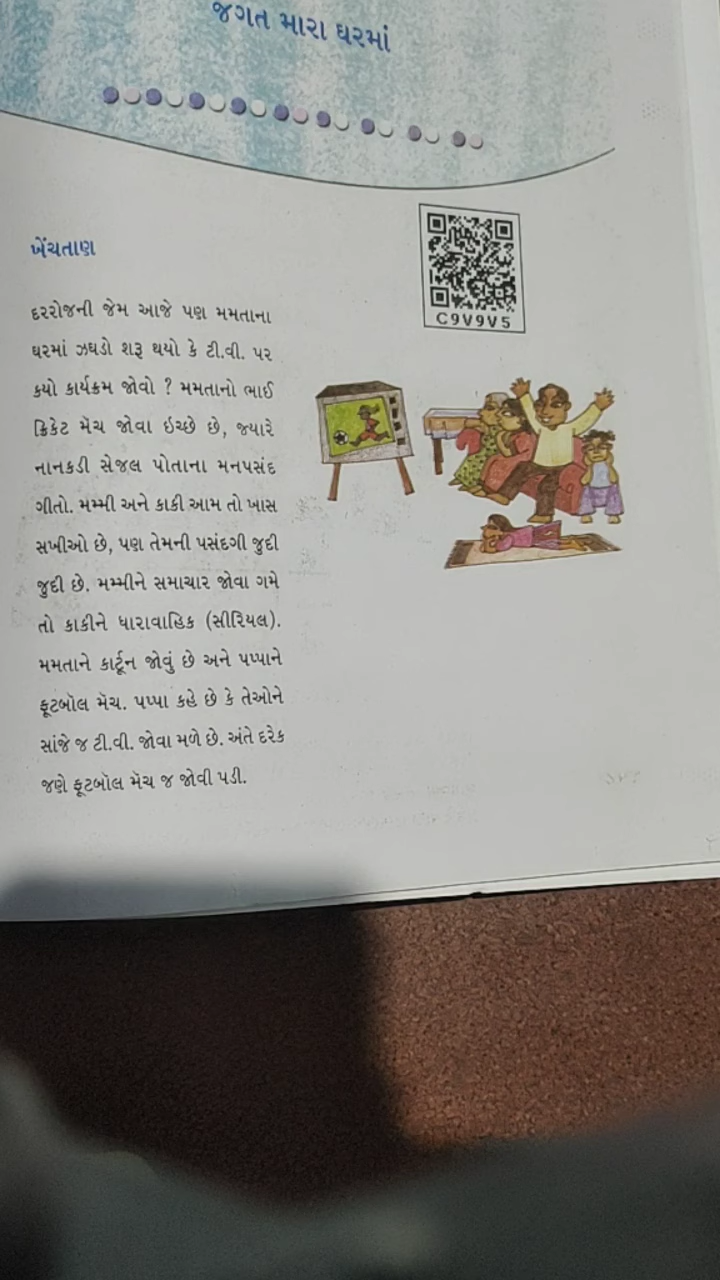 જગત મારા ઘરમાં
C9V9V5
ખેંચતાણ
દરરોજની જેમ આજે પણ મમતાના
ઘરમાં ઝઘડો શરૂ થયો કે ટી.વી. પર
કયો કાર્યક્રમ જોવો ? મમતાનો ભાઈ
ક્રિકેટ મૅચ જોવા ઇચ્છે છે, જ્યારે
નાનકડી સેજલ પોતાના મનપસંદ
ગીતો. મમ્મી અને કાકી આમ તો ખાસ
સખીઓ છે, પણ તેમની પસંદગી જુદી
જુદી છે. મમ્મીને સમાચાર જોવા ગમે
તો કાકીને ધારાવાહિક (સીરિયલ).
મમતાને કાર્ટૂન જોવું છે અને પપ્પાને
ફૂટબૉલ મૅચ. પપ્પા કહે છે કે તેઓને
સાંજે જ ટી.વી. જોવા મળે છે. અંતે દરેક
જણે ફૂટબૉલ મૅચ જ જોવી પડી.